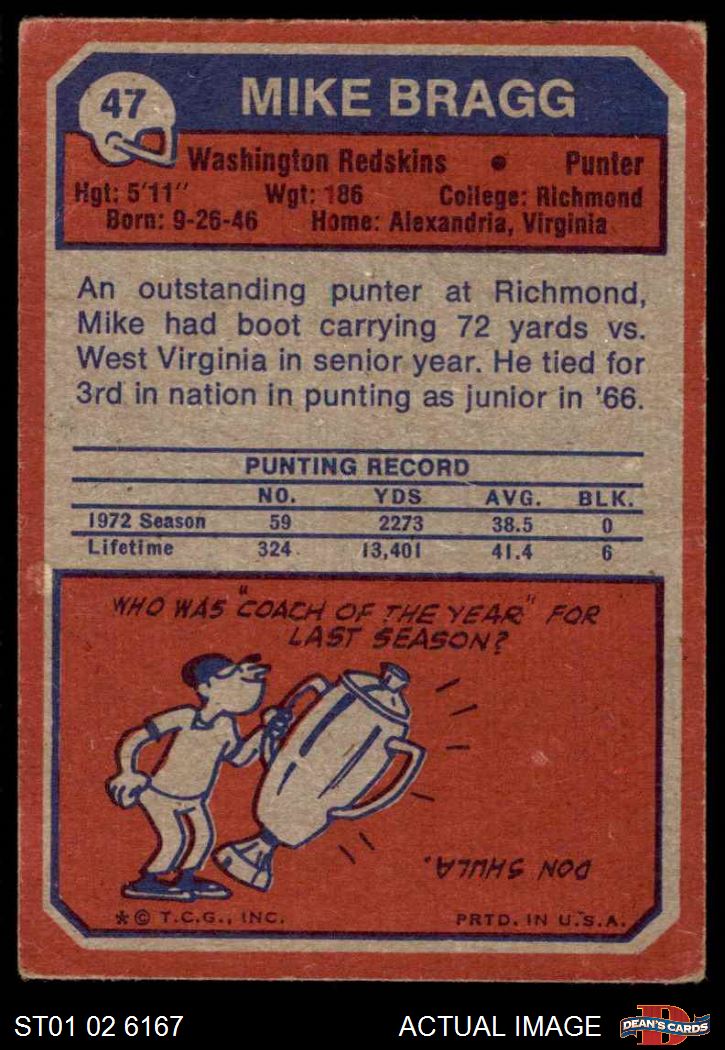 47
MIKE BRAGG
Washington Redskins • Punter
Hgt: 5'11" Wgt: 186 College: Richmond
Born: 9-26-46 Home: Alexandria, Virginia
An outstanding punter at Richmond,
Mike had boot carrying 72 yards vs.
West Virginia in senior year. He tied for
3rd in nation in punting as junior in '66.
PUNTING RECORD
NO. YDS AVG. BLK.
1972 Season 59 2273 38.5 0
Lifetime 324 13,401 41.4 6
WHO WAS "COACH OF THE YEAR" FOR
LAST SEASON?
DON SHULA.
* © T.C.G., INC. PRTD. IN U.S.A.
ST01 02 6167 ACTUAL IMAGE
D
DEAN'S CARDS